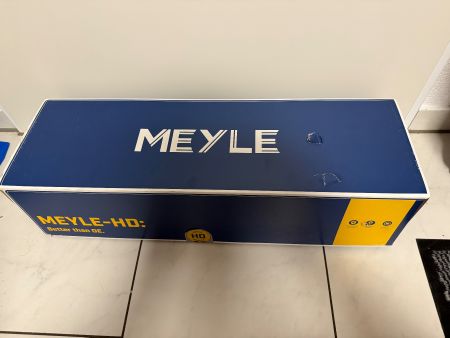 MEYLE
MEYLE-HD:
Better than OE.
HD